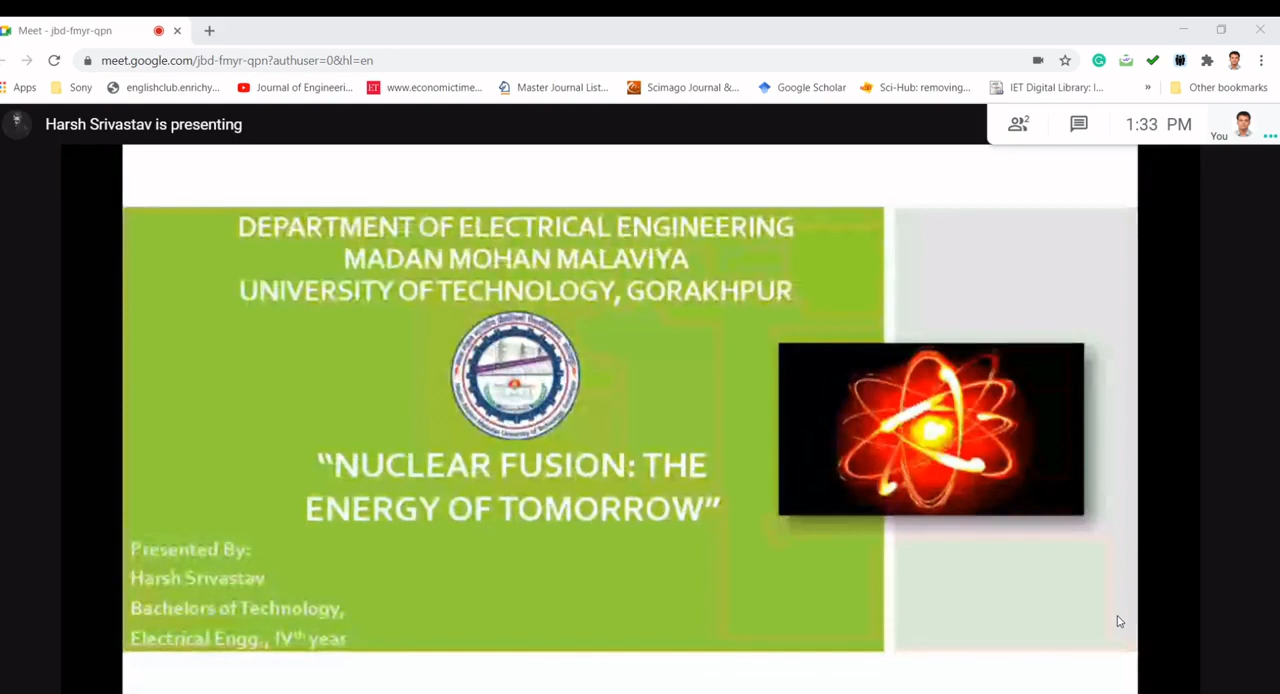 Meet - jbd-fmyr-qpn
meet.google.com/jbd-fmyr-qpn?authuser=0&hl=en
Apps Sony englishclub.enrichy... Journal of Engineeri... ET www.economictime... Master Journal List... Scimago Journal &... Google Scholar Sci-Hub: removing... IET Digital Library: I... » Other bookmarks
Harsh Srivastav is presenting
2
1:33 PM
You
DEPARTMENT OF ELECTRICAL ENGINEERING
MADAN MOHAN MALAVIYA
UNIVERSITY OF TECHNOLOGY, GORAKHPUR
“NUCLEAR FUSION: THE
ENERGY OF TOMORROW”
Presented By:
Harsh Srivastav
Bachelors of Technology,
Electrical Engg., IVth year